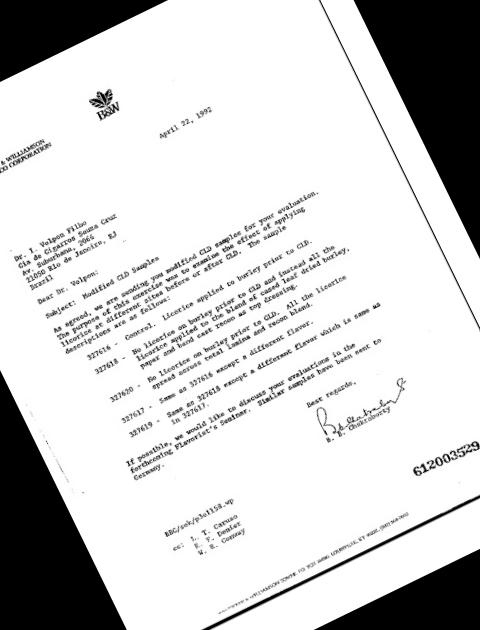 B&W
& WILLIAMSON
CO CORPORATION
April 22, 1992
Dr. I. Volpon Filho
Cia de Cigarros Souza Cruz
Av. Suburbana, 2066
21050 Rio de Janeiro, RJ
Brazil
Dear Dr. Volpon:
Subject: Modified CLD Samples
As agreed, we are sending you modified CLD samples for your evaluation.
The purpose of this exercise was to examine the effect of applying
licorice at different sites before or after CLD. The sample
descriptions are as follows:
327616 - Control. Licorice applied to burley prior to CLD.
327618 - No licorice on burley prior to CLD and instead all the
licorice applied to the blend of cased leaf dried burley,
paper and band cast recon as top dressing.
327620 - No licorice on burley prior to CLD. All the licorice
spread across total lamina and recon blend.
327617 - Same as 327616 except a different flavor.
327619 - Same as 327618 except a different flavor which is same as
in 327617.
If possible, we would like to discuss your evaluations in the
forthcoming Flavorist's Seminar. Similar samples have been sent to
Germany.
Best regards,
B. B. Chakraborty
612003529
BBC/sek/p3o1158.wp
cc: L. T. Caruso
E. F. Demier
W. E. Conway